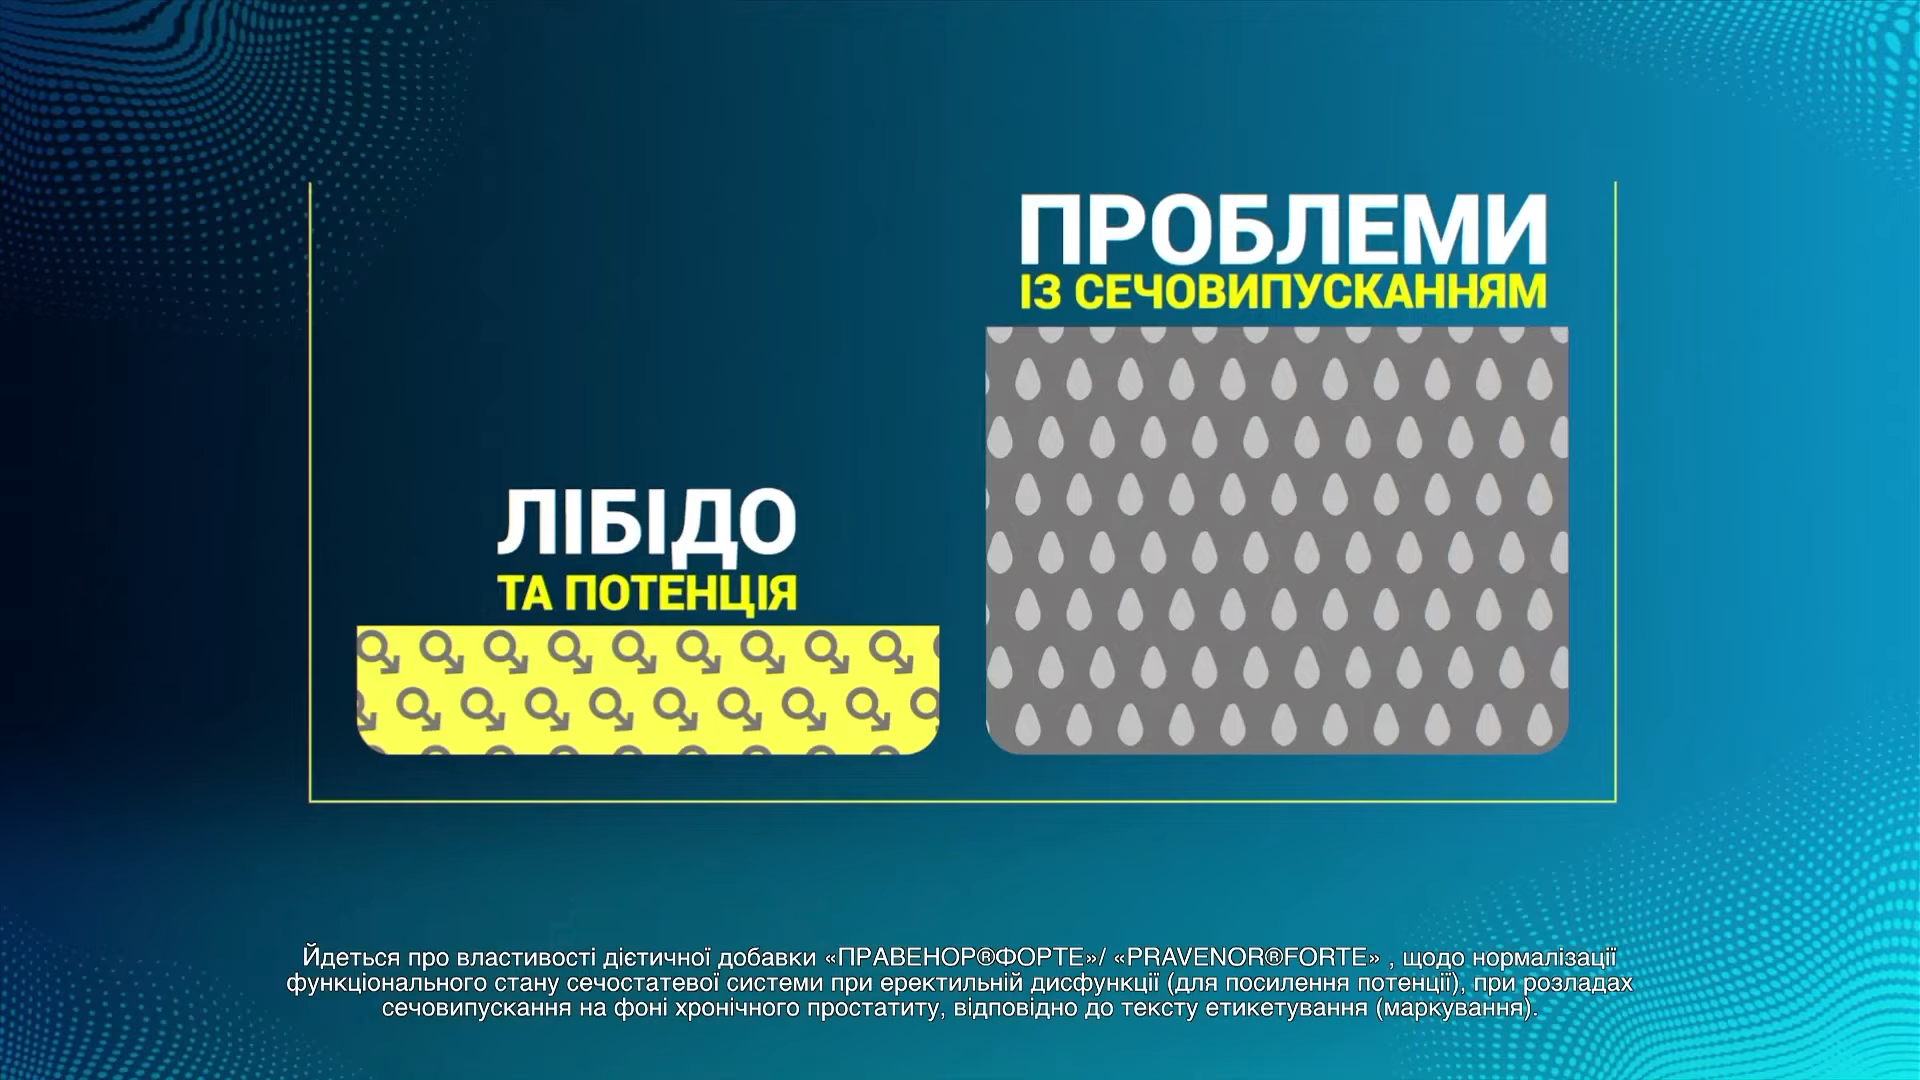 ПРОБЛЕМИ
ІЗ СЕЧОВИПУСКАННЯМ
ЛІБІДО
ТА ПОТЕНЦІЯ
Йдеться про властивості дієтичної добавки «ПРАВЕНОР®ФОРТЕ»/ «PRAVENOR®FORTE» , щодо нормалізації
функціонального стану сечостатевої системи при еректильній дисфункції (для посилення потенції), при розладах
сечовипускання на фоні хронічного простатиту, відповідно до тексту етикетування (маркування).